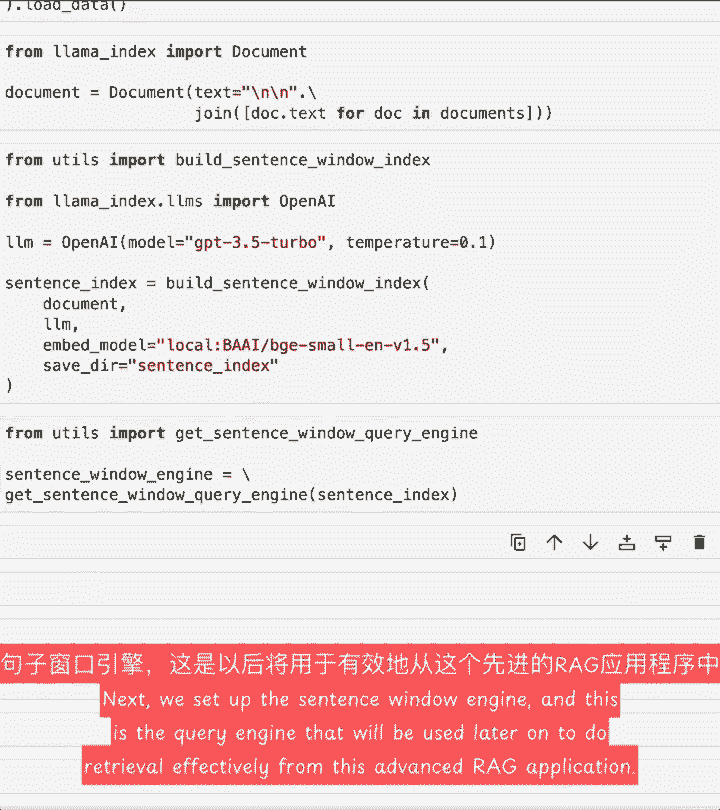 ).load_data()
from llama_index import Document
document = Document(text="\n\n".\
join([doc.text for doc in documents]))
from utils import build_sentence_window_index
from llama_index.llms import OpenAI
llm = OpenAI(model="gpt-3.5-turbo", temperature=0.1)
sentence_index = build_sentence_window_index(
document,
llm,
embed_model="local:BAAI/bge-small-en-v1.5",
save_dir="sentence_index"
)
from utils import get_sentence_window_query_engine
sentence_window_engine = \
get_sentence_window_query_engine(sentence_index)
句子窗口引擎，这是以后将用于有效地从这个先进的RAG应用程序中
Next, we set up the sentence window engine, and this
is the query engine that will be used later on to do
retrieval effectively from this advanced RAG application.